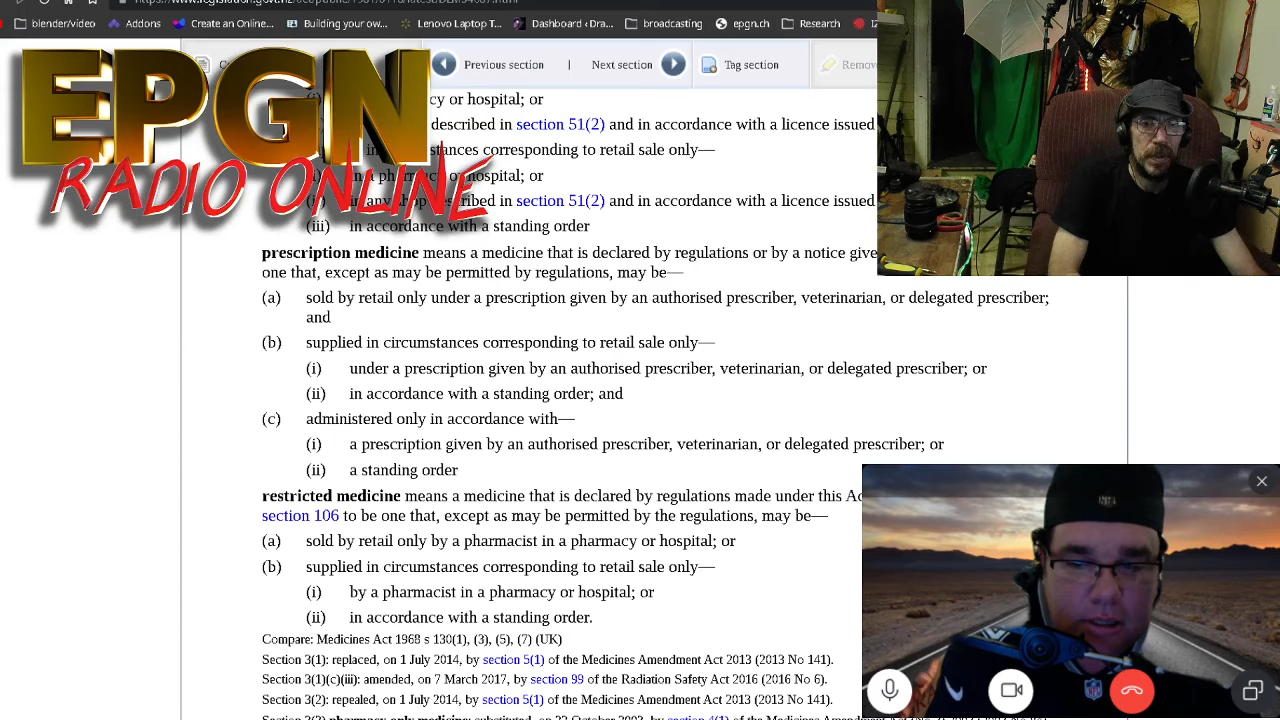 blender/video
Addons
Create an Online...
Building your ow...
Lenovo Laptop T...
Dashboard ‹ Dra...
broadcasting
epgn.ch
Research
EPGN
RADIO ONLINE
Previous section | Next section
Tag section
Remov
cy or hospital; or
described in section 51(2) and in accordance with a licence issued
in circumstances corresponding to retail sale only—
in a pharmacy or hospital; or
in any shop described in section 51(2) and in accordance with a licence issued
(iii) in accordance with a standing order
prescription medicine means a medicine that is declared by regulations or by a notice give
one that, except as may be permitted by regulations, may be—
(a) sold by retail only under a prescription given by an authorised prescriber, veterinarian, or delegated prescriber;
and
(b) supplied in circumstances corresponding to retail sale only—
(i) under a prescription given by an authorised prescriber, veterinarian, or delegated prescriber; or
(ii) in accordance with a standing order; and
(c) administered only in accordance with—
(i) a prescription given by an authorised prescriber, veterinarian, or delegated prescriber; or
(ii) a standing order
restricted medicine means a medicine that is declared by regulations made under this Ac
section 106 to be one that, except as may be permitted by the regulations, may be—
(a) sold by retail only by a pharmacist in a pharmacy or hospital; or
(b) supplied in circumstances corresponding to retail sale only—
(i) by a pharmacist in a pharmacy or hospital; or
(ii) in accordance with a standing order.
Compare: Medicines Act 1968 s 130(1), (3), (5), (7) (UK)
Section 3(1): replaced, on 1 July 2014, by section 5(1) of the Medicines Amendment Act 2013 (2013 No 141).
Section 3(1)(c)(iii): amended, on 7 March 2017, by section 99 of the Radiation Safety Act 2016 (2016 No 6).
Section 3(2): repealed, on 1 July 2014, by section 5(1) of the Medicines Amendment Act 2013 (2013 No 141).
NFL